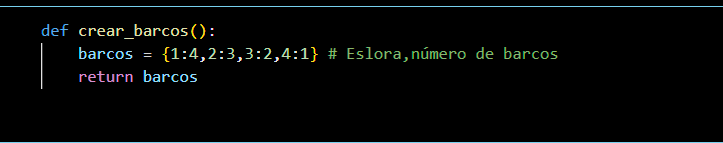 def crear_barcos():
    barcos = {1:4,2:3,3:2,4:1} # Eslora,número de barcos
    return barcos